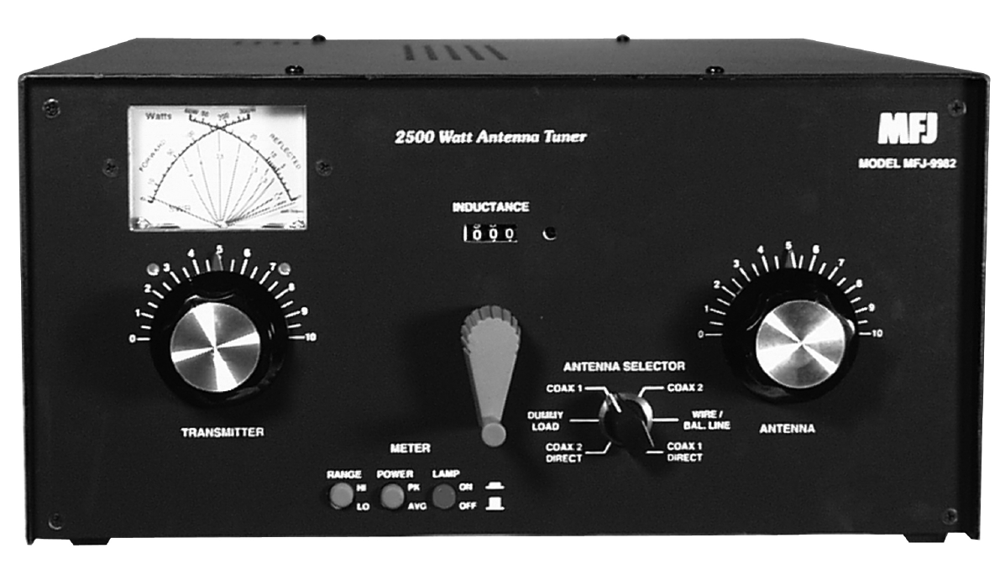 Watts
300
FORWARD
REFLECTED
SWR
2500 Watt Antenna Tuner
MFJ
MODEL MFJ-9982
INDUCTANCE
000
0 1 2 3 4 5 6 7 8 9 10
TRANSMITTER
0 1 2 3 4 5 6 7 8 9 10
ANTENNA
ANTENNA SELECTOR
COAX 1
COAX 2
DUMMY
LOAD
WIRE /
BAL. LINE
COAX 2
DIRECT
COAX 1
DIRECT
METER
RANGE POWER LAMP
HI PK ON
LO AVG OFF